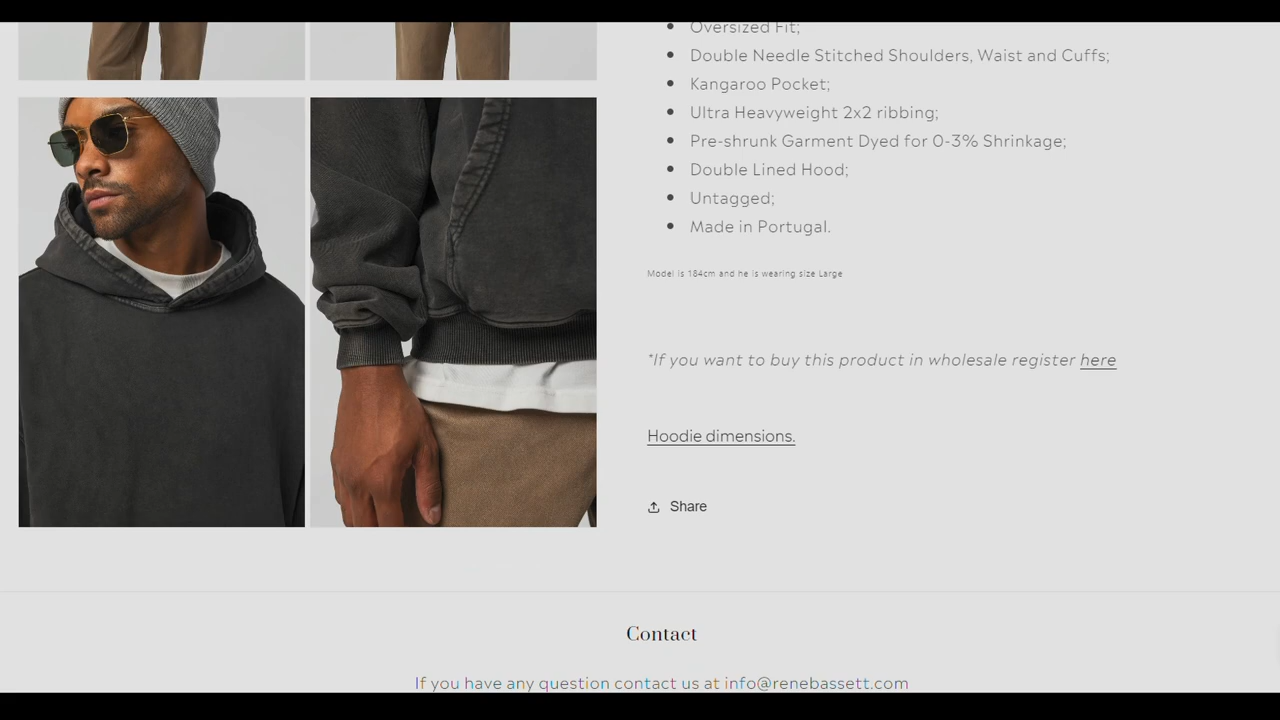 Oversized Fit;
Double Needle Stitched Shoulders, Waist and Cuffs;
Kangaroo Pocket;
Ultra Heavyweight 2x2 ribbing;
Pre-shrunk Garment Dyed for 0-3% Shrinkage;
Double Lined Hood;
Untagged;
Made in Portugal.
Model is 184cm and he is wearing size Large
*If you want to buy this product in wholesale register here
Hoodie dimensions.
Share
Contact
If you have any question contact us at info@renebassett.com